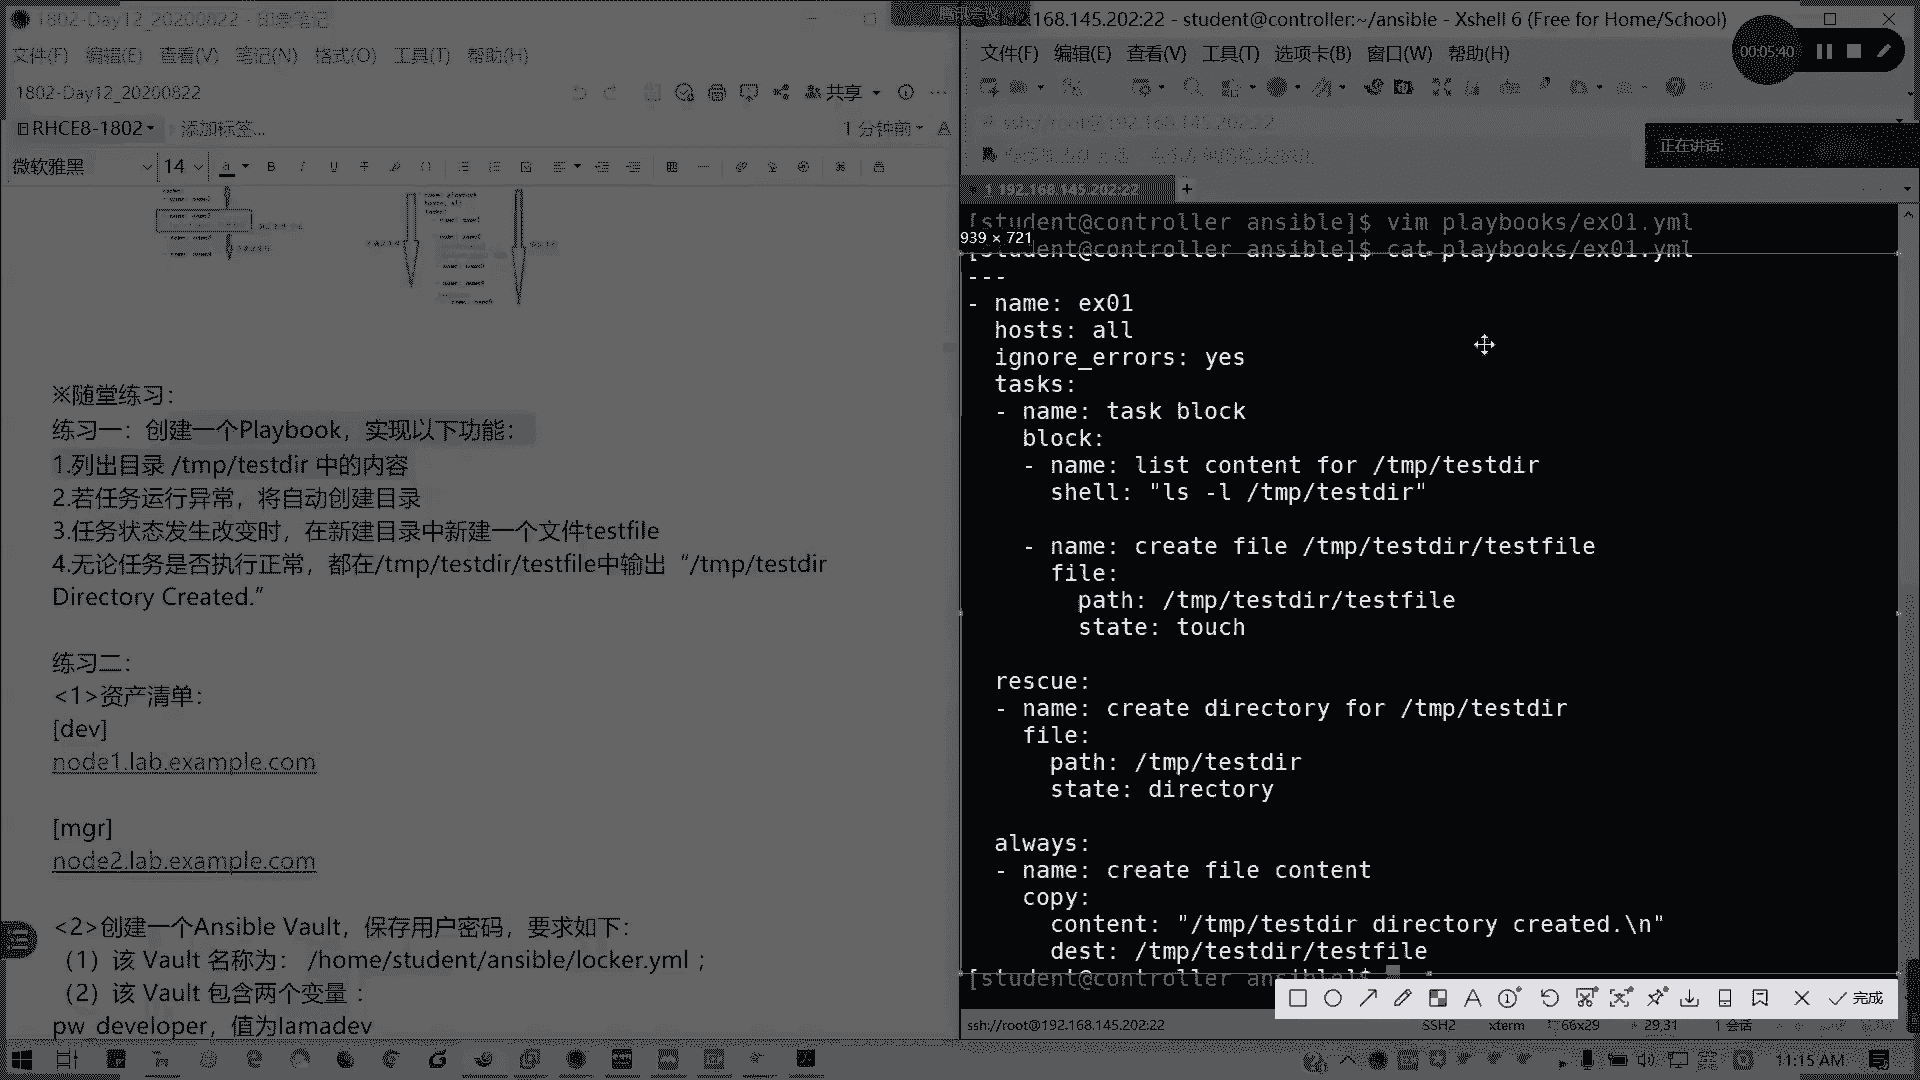 1802-Day12_20200822 - 印象笔记
文件(F) 编辑(E) 查看(V) 笔记(N) 格式(O) 工具(T) 帮助(H)
1802-Day12_20200822
共享
RHCE8-1802 添加标签...
1 分钟前
微软雅黑 14
※随堂练习：
练习一：创建一个Playbook，实现以下功能：
1.列出目录 /tmp/testdir 中的内容
2.若任务运行异常，将自动创建目录
3.任务状态发生改变时，在新建目录中新建一个文件testfile
4.无论任务是否执行正常，都在/tmp/testdir/testfile中输出“/tmp/testdir
Directory Created.”
练习二：
<1>资产清单：
[dev]
node1.lab.example.com
[mgr]
node2.lab.example.com
<2>创建一个Ansible Vault，保存用户密码，要求如下：
（1）该 Vault 名称为： /home/student/ansible/locker.yml ；
（2）该 Vault 包含两个变量 ：
pw_developer，值为lamadev
.168.145.202:22 - student@controller:~/ansible - Xshell 6 (Free for Home/School)
文件(F) 编辑(E) 查看(V) 工具(T) 选项卡(B) 窗口(W) 帮助(H)
00:05:40
ssh://root@192.168.145.202:22
正在讲话:
1 192.168.145.202:22
[student@controller ansible]$ vim playbooks/ex01.yml
939 × 721
[student@controller ansible]$ cat playbooks/ex01.yml
---
- name: ex01
  hosts: all
  ignore_errors: yes
  tasks:
  - name: task block
    block:
    - name: list content for /tmp/testdir
      shell: "ls -l /tmp/testdir"
    - name: create file /tmp/testdir/testfile
      file:
        path: /tmp/testdir/testfile
        state: touch
  rescue:
  - name: create directory for /tmp/testdir
    file:
      path: /tmp/testdir
      state: directory
  always:
  - name: create file content
    copy:
      content: "/tmp/testdir directory created.\n"
      dest: /tmp/testdir/testfile
[student@controller ansible]$
完成
ssh://root@192.168.145.202:22 SSH2 xterm 66x29 29,31 1 会话
英 11:15 AM